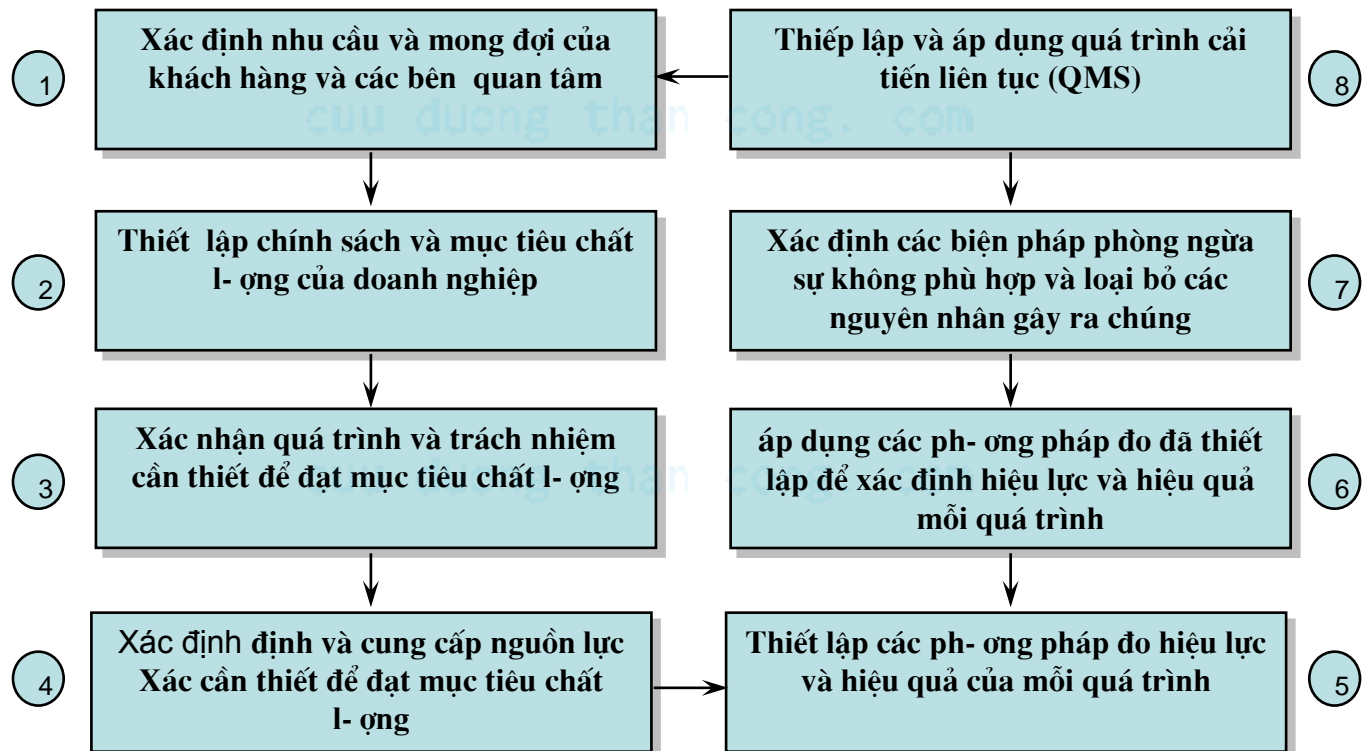 1
Xác định nhu cầu và mong đợi của
khách hàng và các bên quan tâm
Thiếp lập và áp dụng quá trình cải
tiến liên tục (QMS)
8
cuu duong than cong. com
2
Thiết lập chính sách và mục tiêu chất
l- ợng của doanh nghiệp
Xác định các biện pháp phòng ngừa
sự không phù hợp và loại bỏ các
nguyên nhân gây ra chúng
7
3
Xác nhận quá trình và trách nhiệm
cần thiết để đạt mục tiêu chất l- ợng
áp dụng các ph- ơng pháp đo đã thiết
lập để xác định hiệu lực và hiệu quả
mỗi quá trình
6
cuu duong than cong. com
4
Xác định định và cung cấp nguồn lực
Xác cần thiết để đạt mục tiêu chất
l- ợng
Thiết lập các ph- ơng pháp đo hiệu lực
và hiệu quả của mỗi quá trình
5